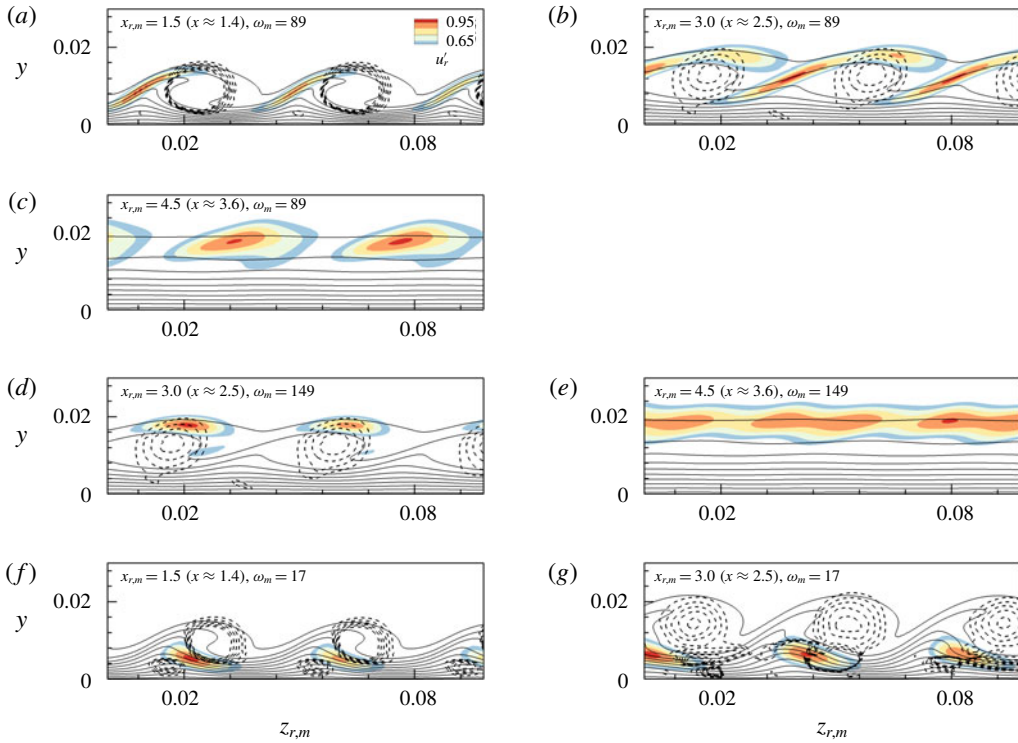 (a)
x_{r,m} = 1.5 (x ≈ 1.4), ω_m = 89
0.95
0.65
u'_r
0.02
y
0
0.02
0.08
(b)
x_{r,m} = 3.0 (x ≈ 2.5), ω_m = 89
0.02
y
0
0.02
0.08
(c)
x_{r,m} = 4.5 (x ≈ 3.6), ω_m = 89
0.02
y
0
0.02
0.08
(d)
x_{r,m} = 3.0 (x ≈ 2.5), ω_m = 149
0.02
y
0
0.02
0.08
(e)
x_{r,m} = 4.5 (x ≈ 3.6), ω_m = 149
0.02
y
0
0.02
0.08
(f)
x_{r,m} = 1.5 (x ≈ 1.4), ω_m = 17
0.02
y
0
0.02
0.08
z_{r,m}
(g)
x_{r,m} = 3.0 (x ≈ 2.5), ω_m = 17
0.02
y
0
0.02
0.08
z_{r,m}